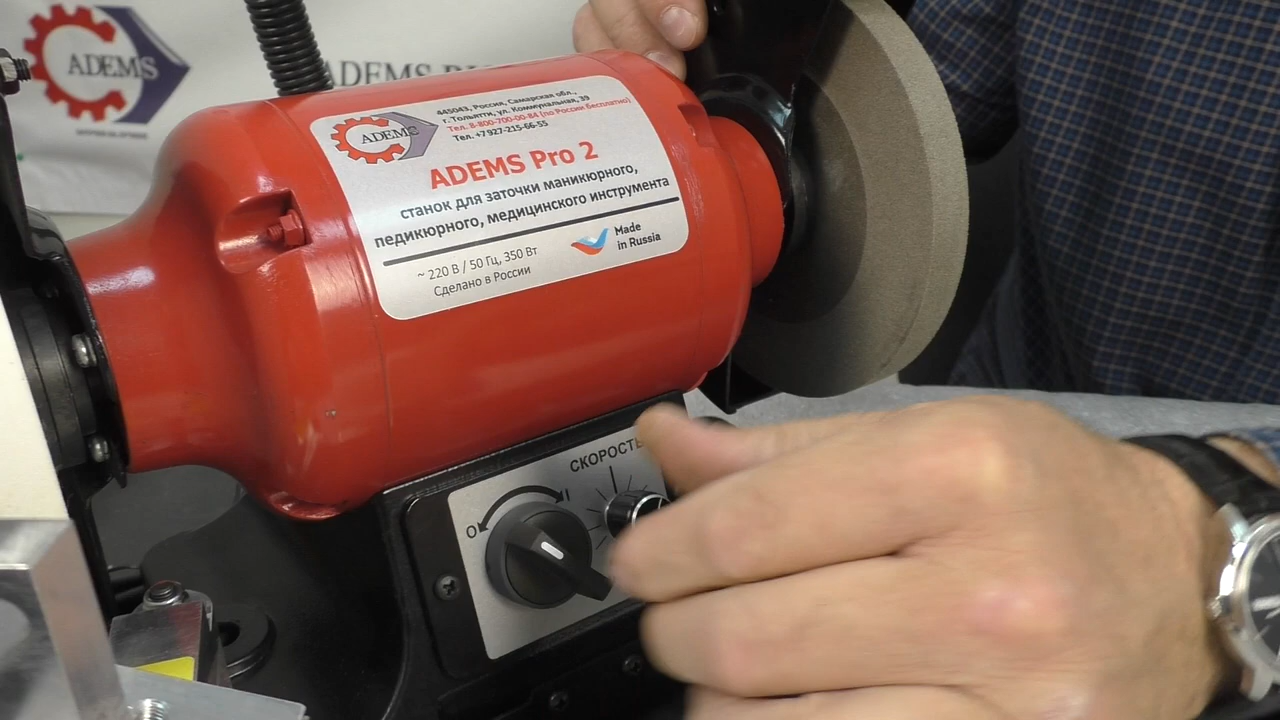 ADEMS
ADEMS
ADEMS
445043, Россия, Самарская обл.,
г. Тольятти, ул. Коммунальная, 39
Тел. 8-800-700-00-84 (по России бесплатно)
Тел. +7 927-215-66-55
ADEMS Pro 2
станок для заточки маникюрного,
педикюрного, медицинского инструмента
~ 220 В / 50 Гц, 350 Вт
Сделано в России
Made
in Russia
СКОРОСТЬ
O
I